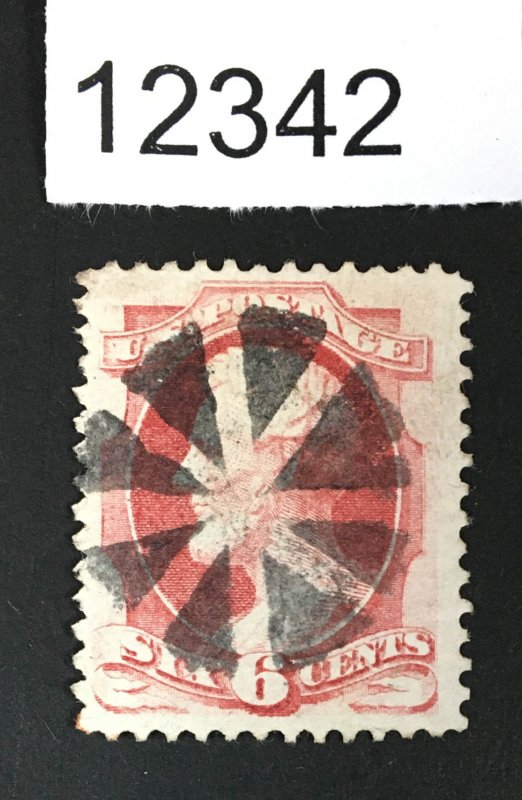 12342
U.S. POSTAGE
SIX 6 CENTS